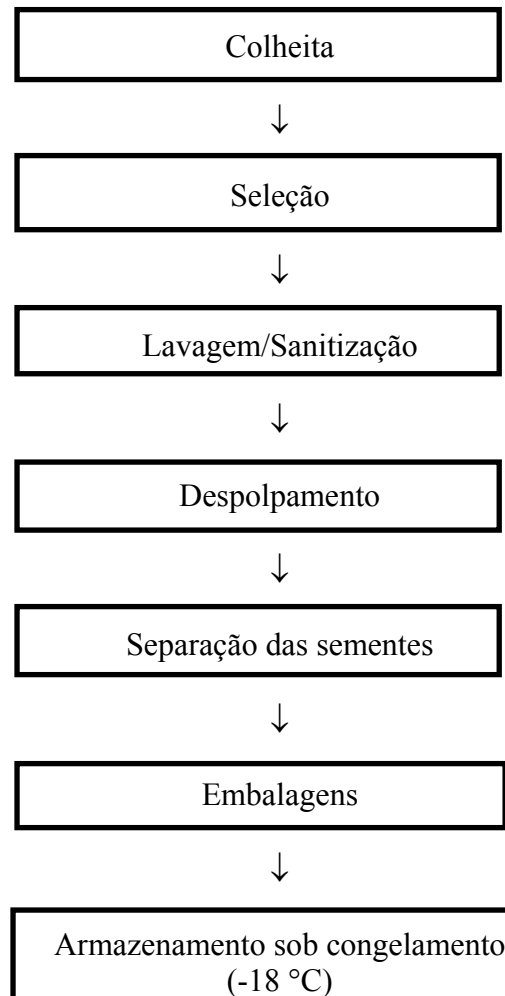 Colheita
↓
Seleção
↓
Lavagem/Sanitização
↓
Despolpamento
↓
Separação das sementes
↓
Embalagens
↓
Armazenamento sob congelamento
(-18 °C)